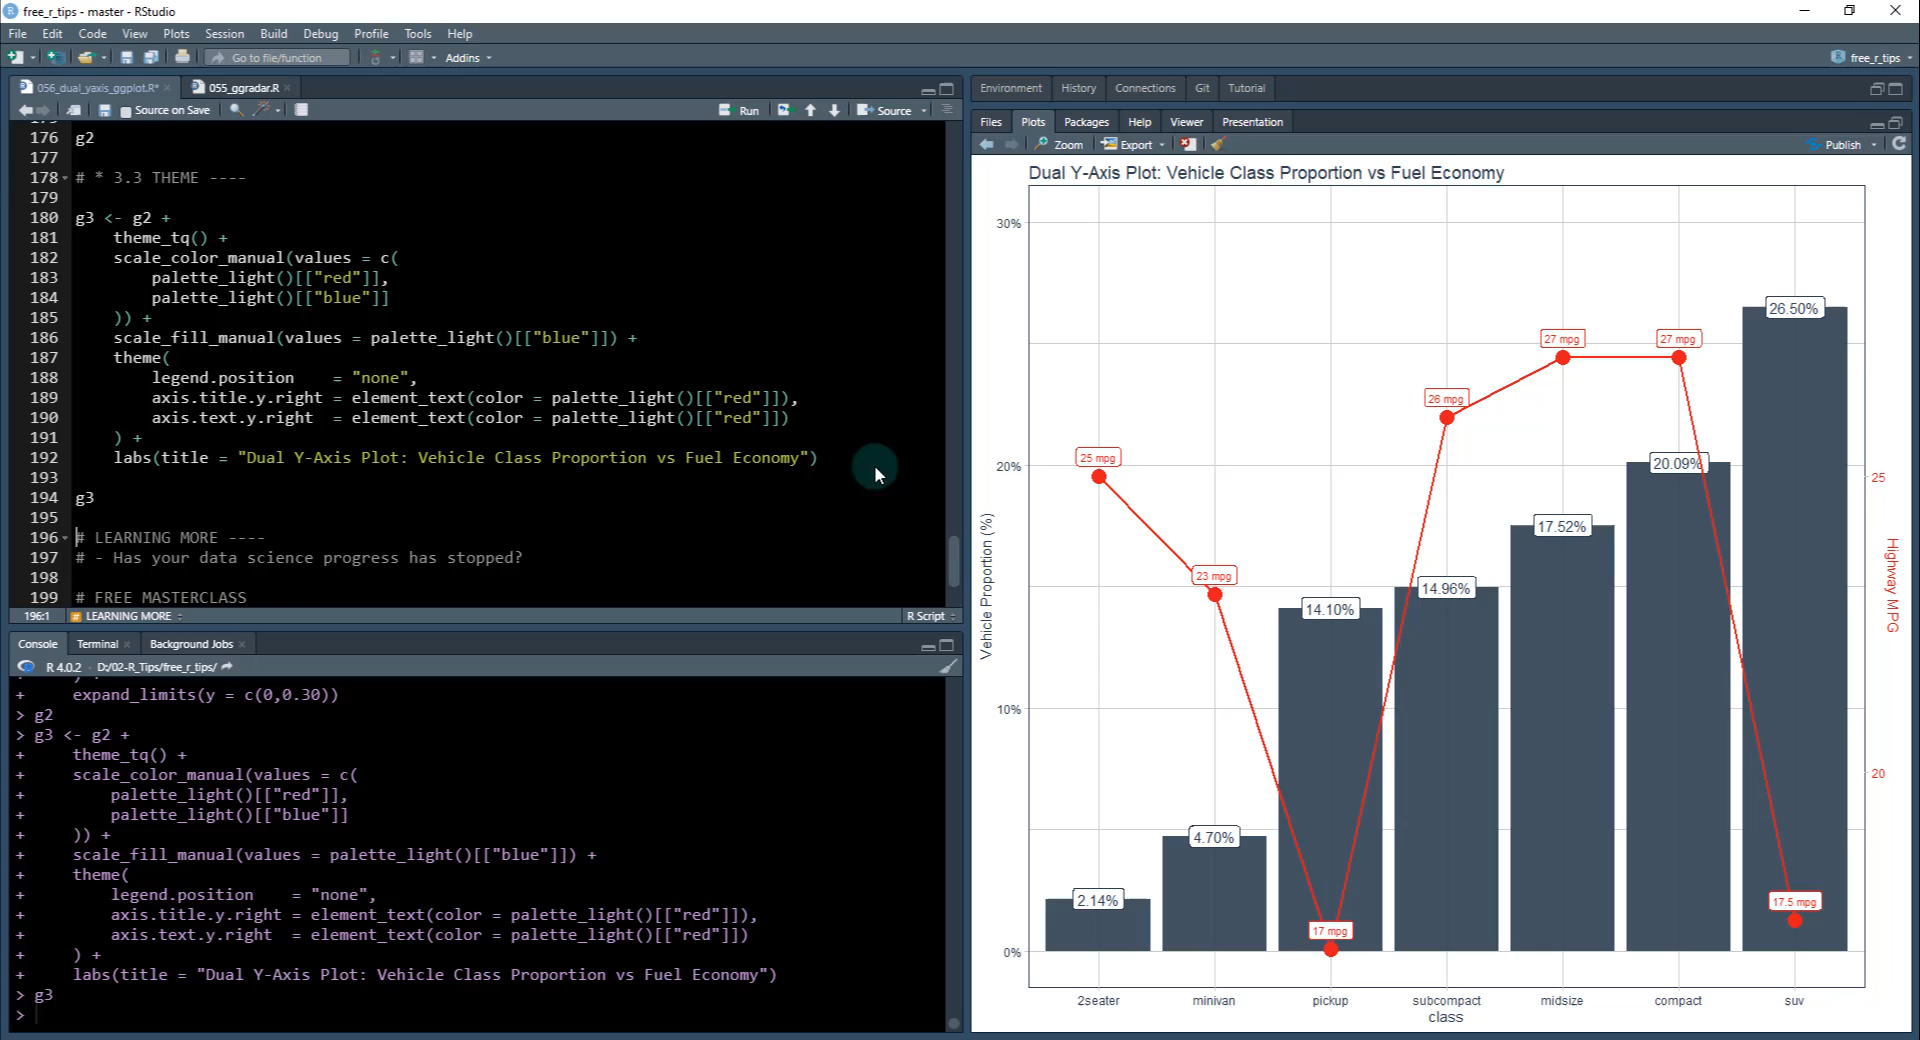 free_r_tips - master - RStudio
File Edit Code View Plots Session Build Debug Profile Tools Help
Go to file/function Addins free_r_tips
056_dual_yaxis_ggplot.R* 055_ggradar.R
Source on Save Run Source
176 g2
177
178 # * 3.3 THEME ----
179
180 g3 <- g2 +
181 theme_tq() +
182 scale_color_manual(values = c(
183 palette_light()[["red"]],
184 palette_light()[["blue"]]
185 )) +
186 scale_fill_manual(values = palette_light()[["blue"]]) +
187 theme(
188 legend.position = "none",
189 axis.title.y.right = element_text(color = palette_light()[["red"]]),
190 axis.text.y.right = element_text(color = palette_light()[["red"]])
191 ) +
192 labs(title = "Dual Y-Axis Plot: Vehicle Class Proportion vs Fuel Economy")
193
194 g3
195
196 # LEARNING MORE ----
197 # - Has your data science progress has stopped?
198
199 # FREE MASTERCLASS
196:1 LEARNING MORE R Script
Console Terminal Background Jobs
R 4.0.2 · D:/02-R_Tips/free_r_tips/
+ expand_limits(y = c(0,0.30))
> g2
> g3 <- g2 +
+ theme_tq() +
+ scale_color_manual(values = c(
+ palette_light()[["red"]],
+ palette_light()[["blue"]]
+ )) +
+ scale_fill_manual(values = palette_light()[["blue"]]) +
+ theme(
+ legend.position = "none",
+ axis.title.y.right = element_text(color = palette_light()[["red"]]),
+ axis.text.y.right = element_text(color = palette_light()[["red"]])
+ ) +
+ labs(title = "Dual Y-Axis Plot: Vehicle Class Proportion vs Fuel Economy")
> g3
>
Environment History Connections Git Tutorial
Files Plots Packages Help Viewer Presentation
Zoom Export Publish
Dual Y-Axis Plot: Vehicle Class Proportion vs Fuel Economy
30%
26.50%
27 mpg 27 mpg
26 mpg
25 mpg
20% 20.09% 25
17.52%
23 mpg 14.96%
14.10%
Vehicle Proportion (%)
Highway MPG
10%
20
4.70%
2.14% 17.5 mpg
17 mpg
0%
2seater minivan pickup subcompact midsize compact suv
class